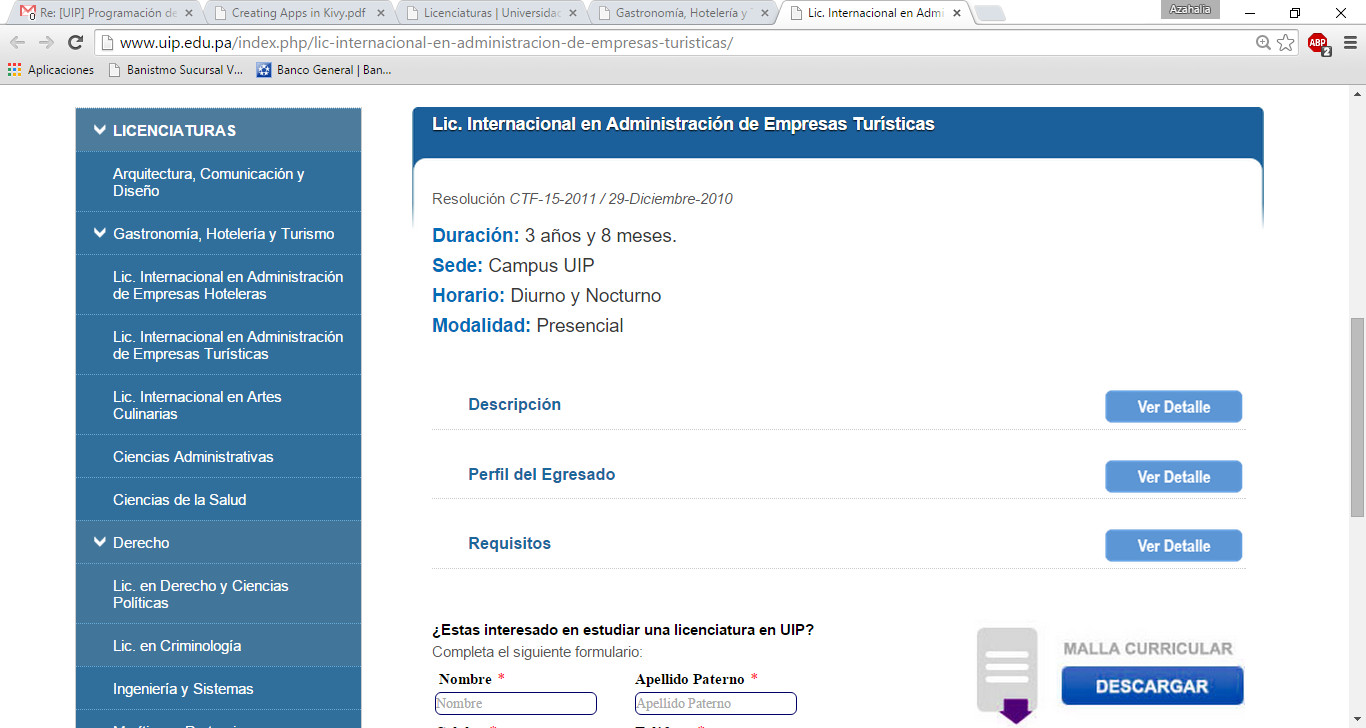 Re: [UIP] Programación de
Creating Apps in Kivy.pdf
Licenciaturas | Universidad
Gastronomía, Hotelería y
Lic. Internacional en Admi
Azahalia
www.uip.edu.pa/index.php/lic-internacional-en-administracion-de-empresas-turisticas/
ABP
2
Aplicaciones
Banistmo Sucursal V...
Banco General | Ban...
LICENCIATURAS
Arquitectura, Comunicación y
Diseño
Gastronomía, Hotelería y Turismo
Lic. Internacional en Administración
de Empresas Hoteleras
Lic. Internacional en Administración
de Empresas Turísticas
Lic. Internacional en Artes
Culinarias
Ciencias Administrativas
Ciencias de la Salud
Derecho
Lic. en Derecho y Ciencias
Políticas
Lic. en Criminología
Ingeniería y Sistemas
Lic. Internacional en Administración de Empresas Turísticas
Resolución CTF-15-2011 / 29-Diciembre-2010
Duración: 3 años y 8 meses.
Sede: Campus UIP
Horario: Diurno y Nocturno
Modalidad: Presencial
Descripción
Ver Detalle
Perfil del Egresado
Ver Detalle
Requisitos
Ver Detalle
¿Estas interesado en estudiar una licenciatura en UIP?
Completa el siguiente formulario:
Nombre *
Apellido Paterno *
Nombre
Apellido Paterno
MALLA CURRICULAR
DESCARGAR